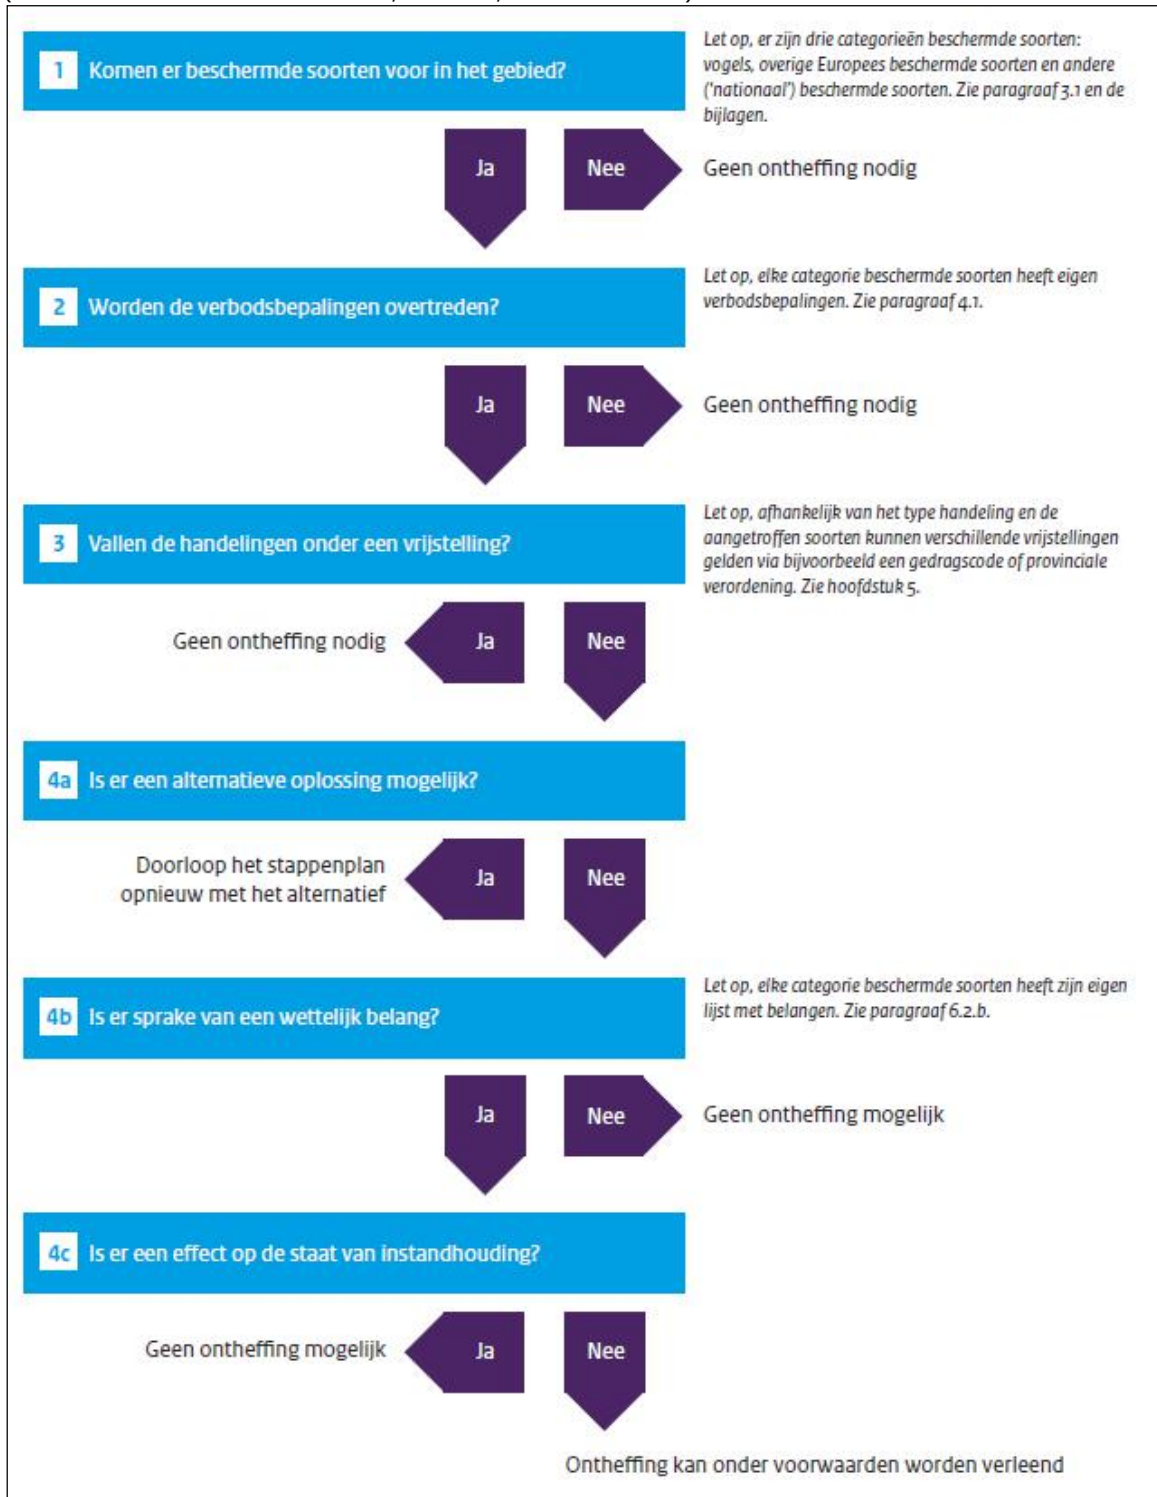 1 Komen er beschermde soorten voor in het gebied?
Let op, er zijn drie categorieën beschermde soorten:
vogels, overige Europees beschermde soorten en andere
('nationaal') beschermde soorten. Zie paragraaf 3.1 en de
bijlagen.
Ja
Nee
Geen ontheffing nodig
2 Worden de verbodsbepalingen overtreden?
Let op, elke categorie beschermde soorten heeft eigen
verbodsbepalingen. Zie paragraaf 4.1.
Ja
Nee
Geen ontheffing nodig
3 Vallen de handelingen onder een vrijstelling?
Let op, afhankelijk van het type handeling en de
aangetroffen soorten kunnen verschillende vrijstellingen
gelden via bijvoorbeeld een gedragscode of provinciale
verordening. Zie hoofdstuk 5.
Geen ontheffing nodig
Ja
Nee
4a Is er een alternatieve oplossing mogelijk?
Doorloop het stappenplan
opnieuw met het alternatief
Ja
Nee
4b Is er sprake van een wettelijk belang?
Let op, elke categorie beschermde soorten heeft zijn eigen
lijst met belangen. Zie paragraaf 6.2.b.
Ja
Nee
Geen ontheffing mogelijk
4c Is er een effect op de staat van instandhouding?
Geen ontheffing mogelijk
Ja
Nee
Ontheffing kan onder voorwaarden worden verleend